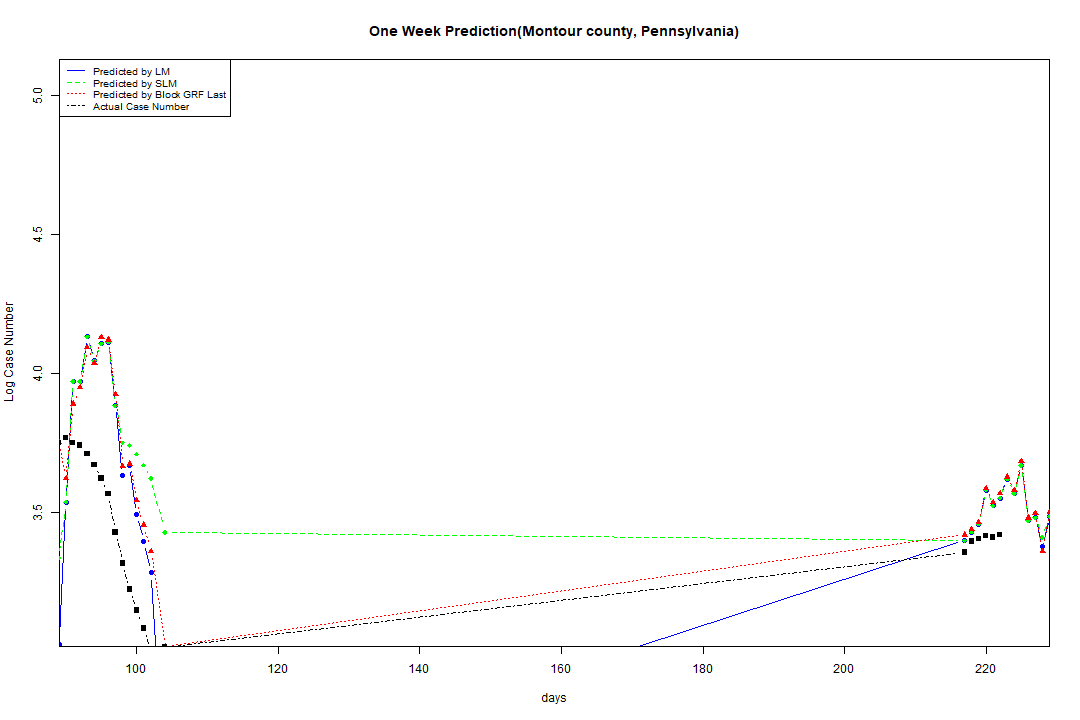 One Week Prediction(Montour county, Pennsylvania)
Predicted by LM
Predicted by SLM
Predicted by Block GRF Last
Actual Case Number
5.0
4.5
4.0
3.5
Log Case Number
100 120 140 160 180 200 220
days